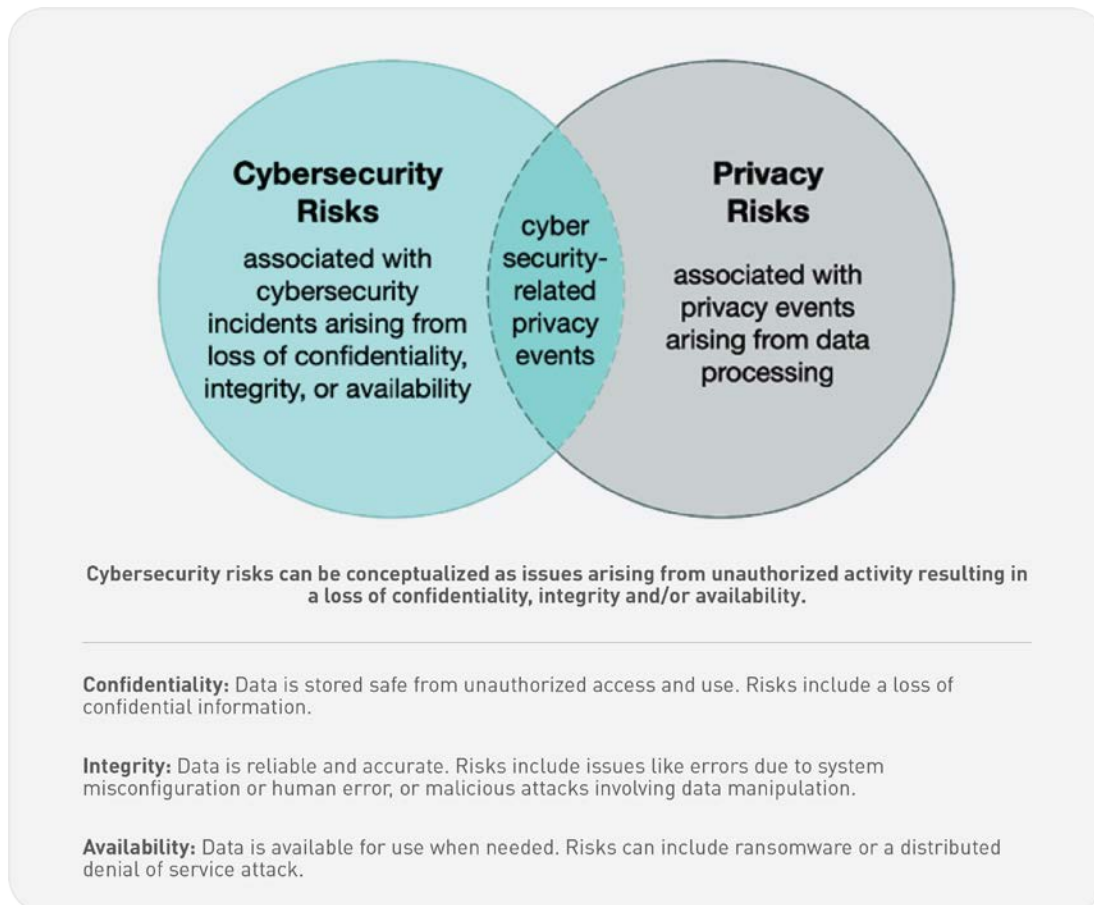 Cybersecurity
Risks
associated with
cybersecurity
incidents arising from
loss of confidentiality,
integrity, or availability
cyber
security-
related
privacy
events
Privacy
Risks
associated with
privacy events
arising from data
processing
Cybersecurity risks can be conceptualized as issues arising from unauthorized activity resulting in
a loss of confidentiality, integrity and/or availability.
Confidentiality: Data is stored safe from unauthorized access and use. Risks include a loss of
confidential information.
Integrity: Data is reliable and accurate. Risks include issues like errors due to system
misconfiguration or human error, or malicious attacks involving data manipulation.
Availability: Data is available for use when needed. Risks can include ransomware or a distributed
denial of service attack.